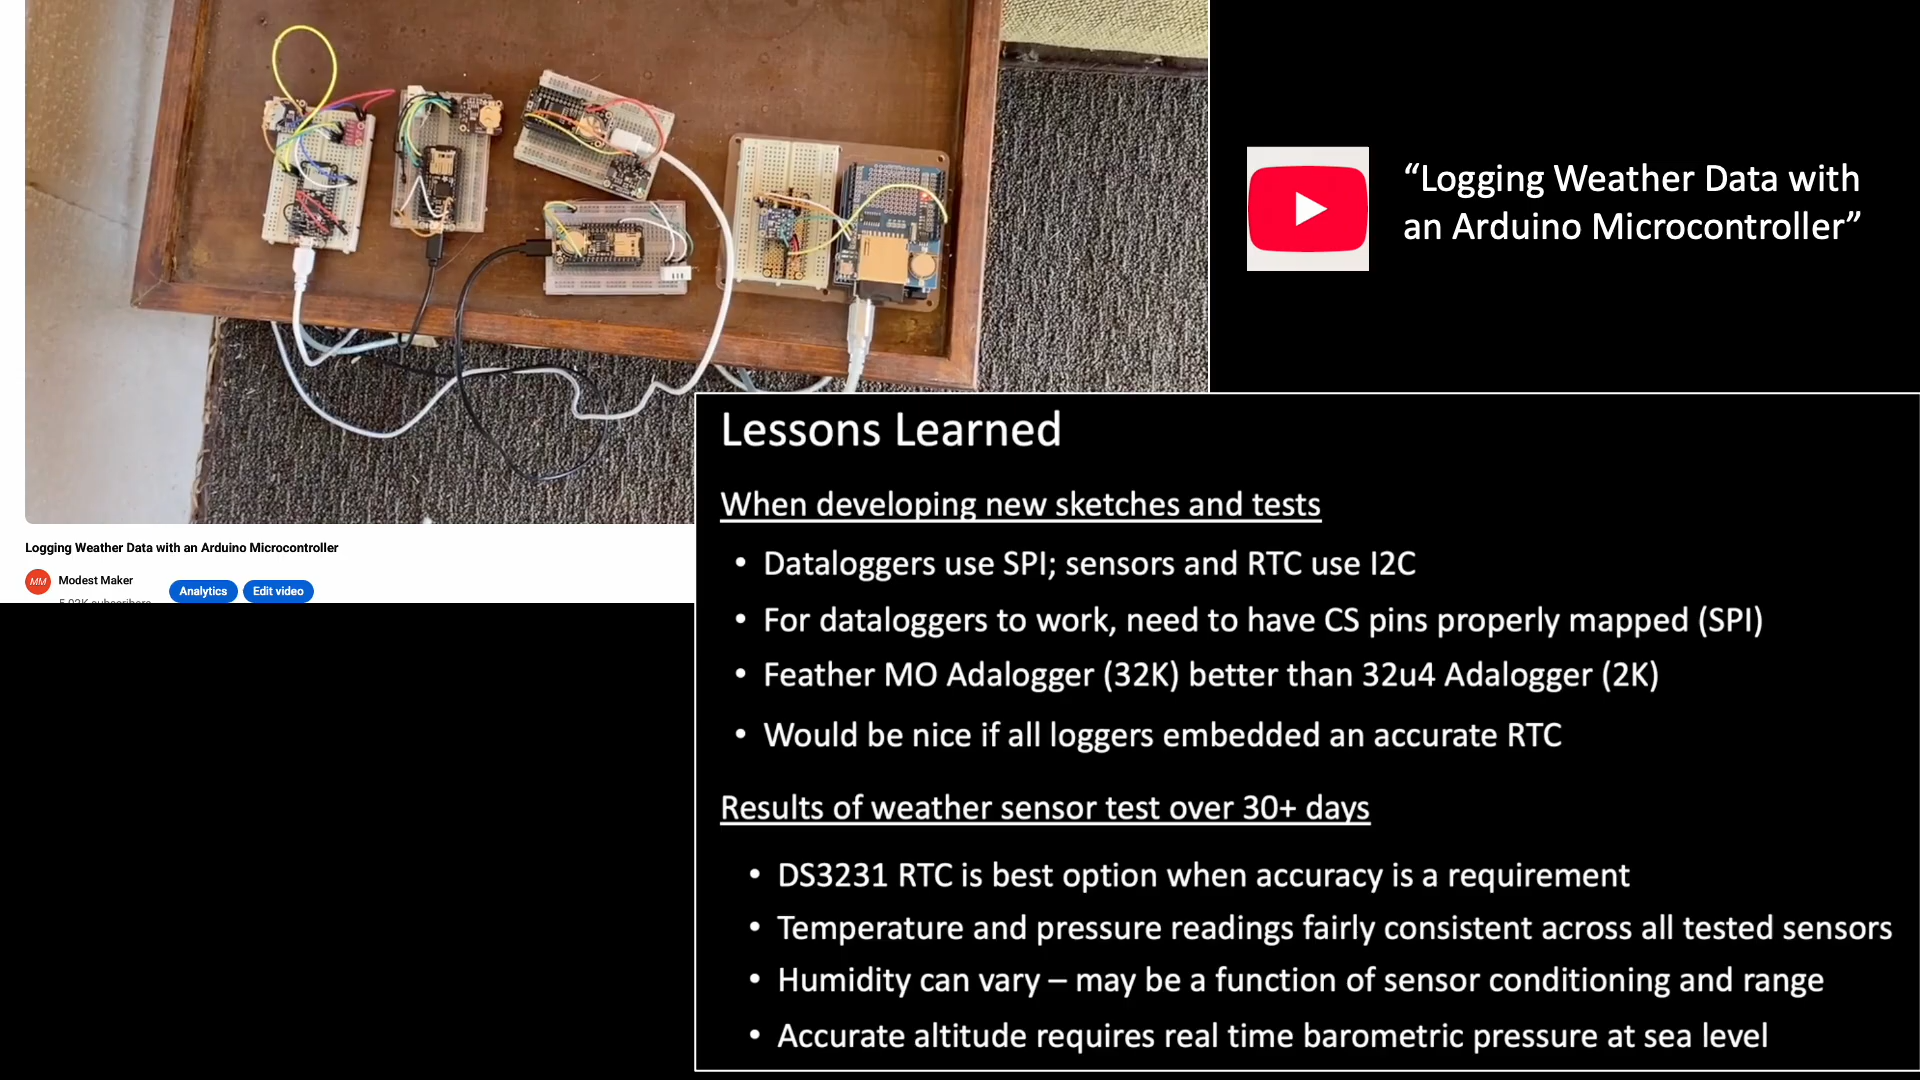 “Logging Weather Data with
an Arduino Microcontroller”
Logging Weather Data with an Arduino Microcontroller
MM
Modest Maker
5.02K subscribers
Analytics
Edit video
Lessons Learned
When developing new sketches and tests
• Dataloggers use SPI; sensors and RTC use I2C
• For dataloggers to work, need to have CS pins properly mapped (SPI)
• Feather MO Adalogger (32K) better than 32u4 Adalogger (2K)
• Would be nice if all loggers embedded an accurate RTC
Results of weather sensor test over 30+ days
• DS3231 RTC is best option when accuracy is a requirement
• Temperature and pressure readings fairly consistent across all tested sensors
• Humidity can vary – may be a function of sensor conditioning and range
• Accurate altitude requires real time barometric pressure at sea level